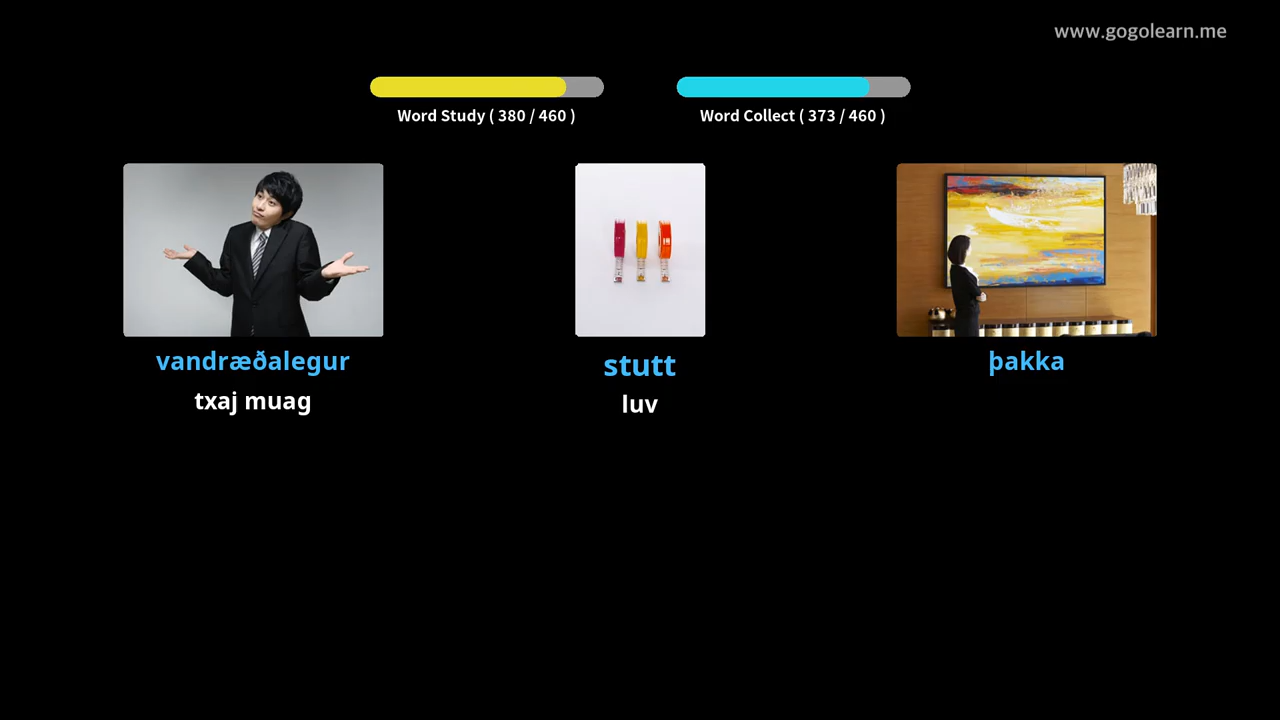 www.gogolearn.me
Word Study ( 380 / 460 )
Word Collect ( 373 / 460 )
vandræðalegur
txaj muag
stutt
luv
þakka